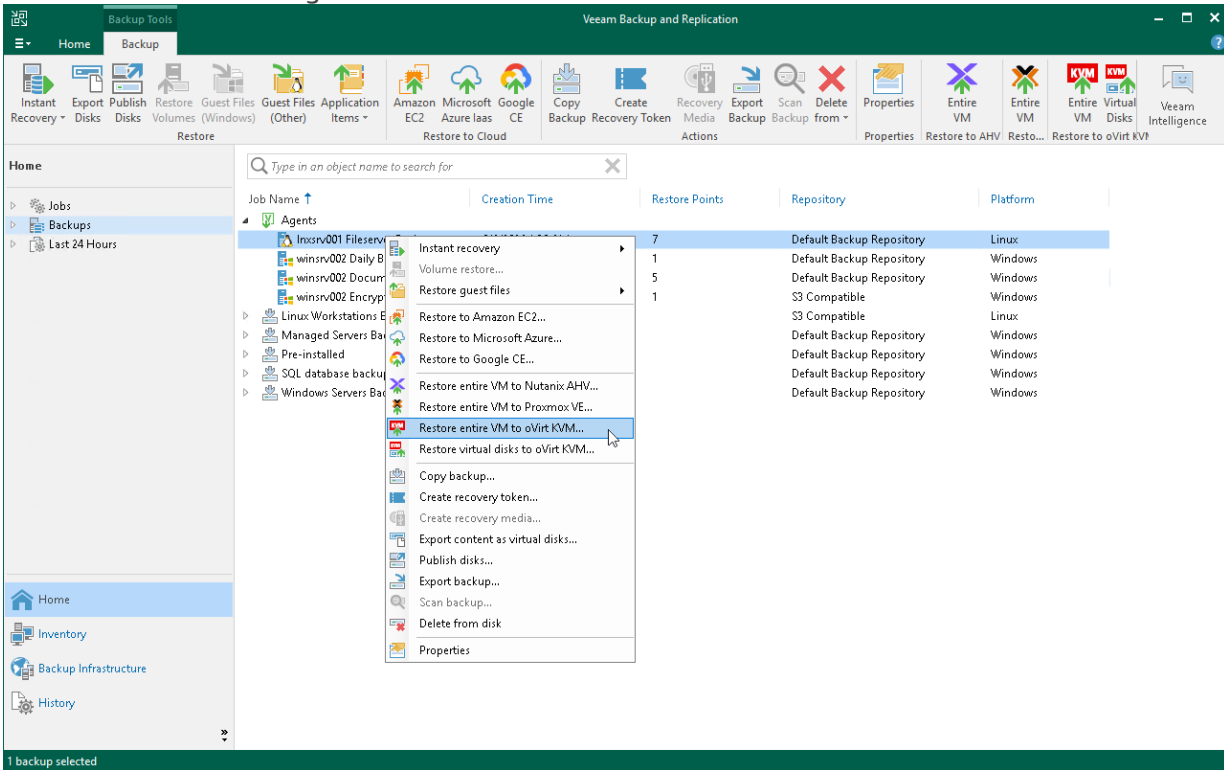 Backup Tools
Veeam Backup and Replication
Home Backup
Instant Recovery
Export Disks
Publish Disks
Restore Volumes
Guest Files (Windows)
Guest Files (Other)
Application Items
Amazon EC2
Microsoft Azure Iaas
Google CE
Copy Backup
Create Recovery Token
Recovery Media
Export Backup
Scan Backup
Delete from
Properties
Entire VM
Entire VM
Entire VM
Virtual Disks
Veeam Intelligence
Restore
Restore to Cloud
Actions
Properties
Restore to AHV
Resto...
Restore to oVirt KVM
Home
Type in an object name to search for
Jobs
Backups
Last 24 Hours
Job Name Creation Time Restore Points Repository Platform
Agents
lnxsrv001 Fileserv 7 Default Backup Repository Linux
winsrv002 Daily B 1 Default Backup Repository Windows
winsrv002 Docum 5 Default Backup Repository Windows
winsrv002 Encryp 1 S3 Compatible Windows
Linux Workstations S3 Compatible Linux
Managed Servers Ba Default Backup Repository Windows
Pre-installed Default Backup Repository Windows
SQL database backup Default Backup Repository Windows
Windows Servers Bac Default Backup Repository Windows
Instant recovery
Volume restore...
Restore guest files
Restore to Amazon EC2...
Restore to Microsoft Azure...
Restore to Google CE...
Restore entire VM to Nutanix AHV...
Restore entire VM to Proxmox VE...
Restore entire VM to oVirt KVM...
Restore virtual disks to oVirt KVM...
Copy backup...
Create recovery token...
Create recovery media...
Export content as virtual disks...
Publish disks...
Export backup...
Scan backup...
Delete from disk
Properties
Home
Inventory
Backup Infrastructure
History
1 backup selected